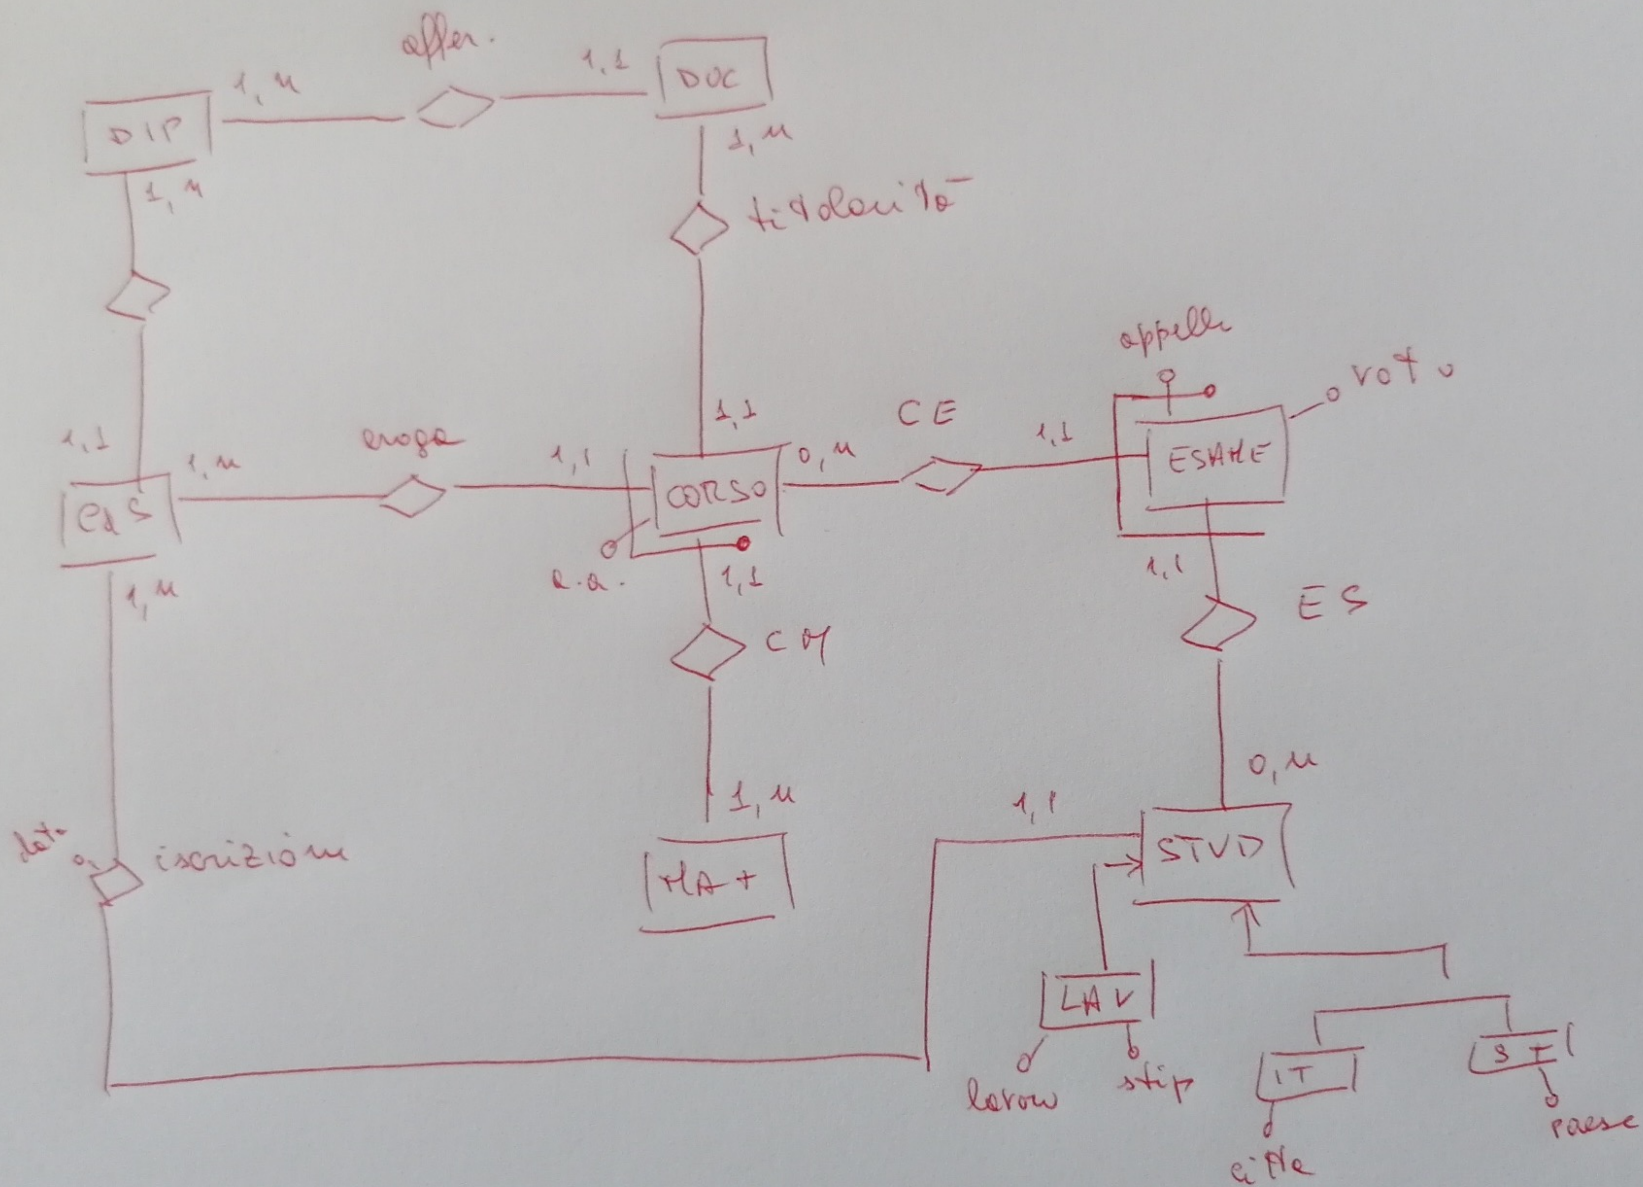 affer.
1,n
1,1
DOC
DIP
1,n
1,n
titolarità
appello
voto
1,1
1,n
eroga
1,1
1,1
0,n
CE
1,1
ESAME
CdS
CORSO
a.a.
1,1
1,1
1,n
CM
ES
0,n
1,n
1,1
data
iscrizione
MAT
STUD
LAV
IT
ST
lavoro
stip
paese
città